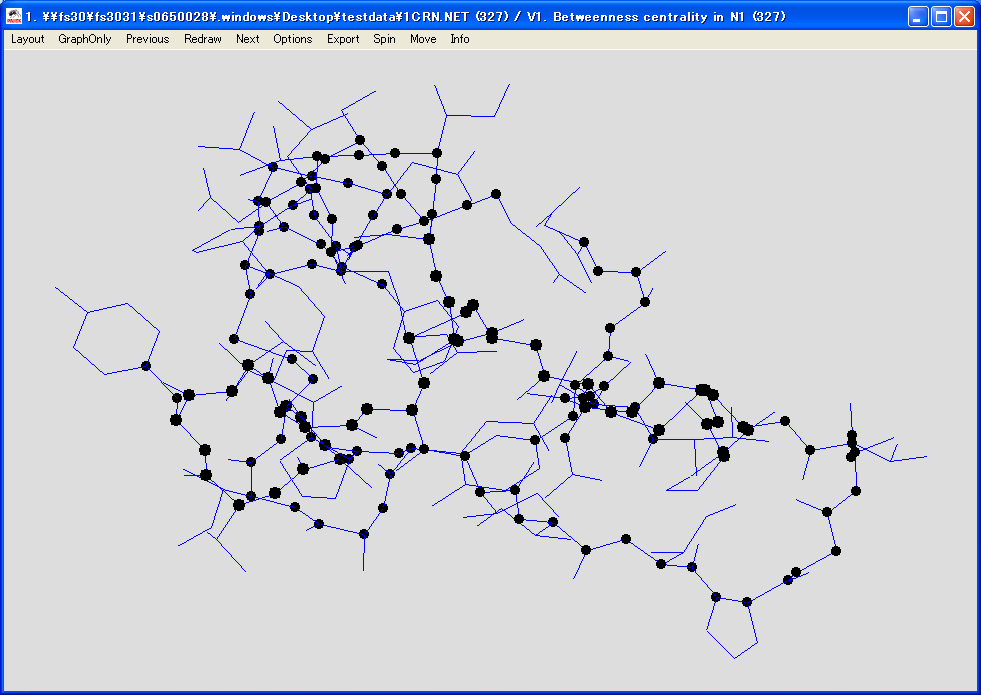 1. ¥¥fs30¥fs3031¥s0650028¥.windows¥Desktop¥testdata¥1CRN.NET (327) / V1. Betweenness centrality in N1 (327)
Layout GraphOnly Previous Redraw Next Options Export Spin Move Info